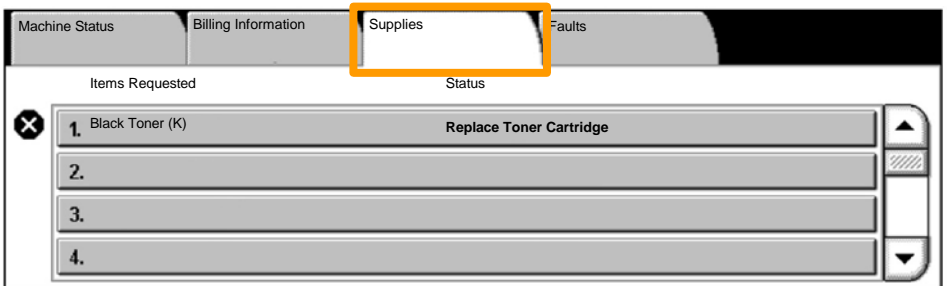 Machine Status Billing Information Supplies Faults
Items Requested Status
1. Black Toner (K) Replace Toner Cartridge
2.
3.
4.